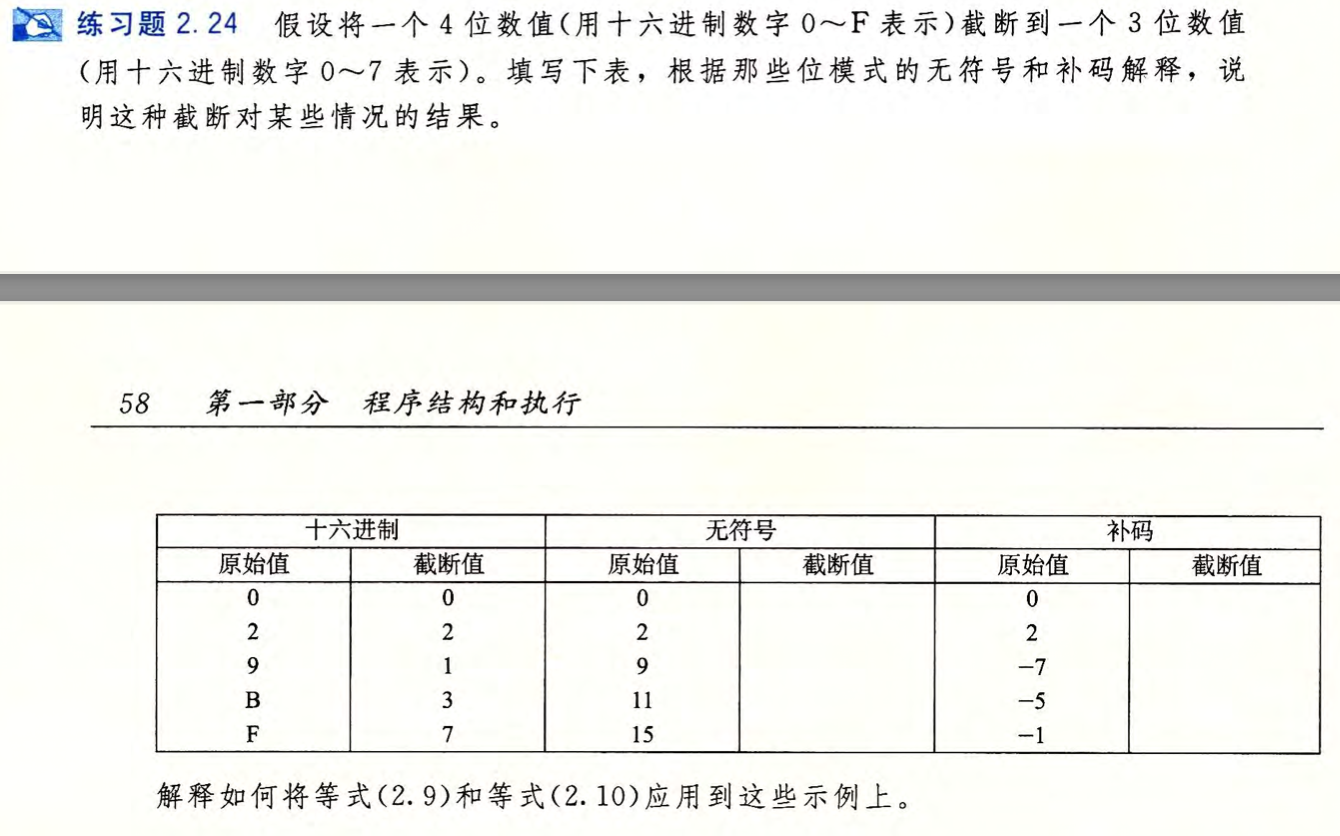 练习题 2.24 假设将一个 4 位数值(用十六进制数字 0～F 表示)截断到一个 3 位数值
(用十六进制数字 0～7 表示)。填写下表，根据那些位模式的无符号和补码解释，说
明这种截断对某些情况的结果。
58 第一部分 程序结构和执行
十六进制 无符号 补码
原始值 截断值 原始值 截断值 原始值 截断值
0 0 0 0
2 2 2 2
9 1 9 −7
B 3 11 −5
F 7 15 −1
解释如何将等式(2.9)和等式(2.10)应用到这些示例上。